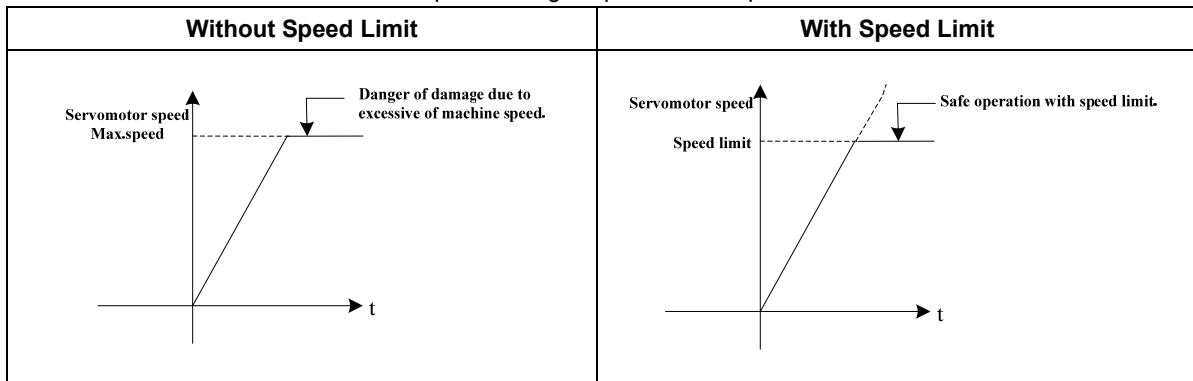 Without Speed Limit
With Speed Limit
Servomotor speed
Max.speed
Danger of damage due to
excessive of machine speed.
t
Servomotor speed
Speed limit
Safe operation with speed limit.
t